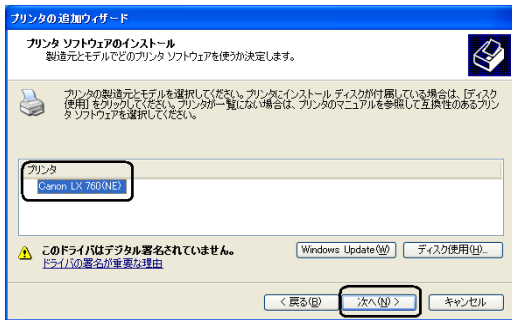 プリンタの追加ウィザード
プリンタ ソフトウェアのインストール
製造元とモデルでどのプリンタ ソフトウェアを使うか決定します。
プリンタの製造元とモデルを選択してください。プリンタにインストール ディスクが付属している場合は、[ディスク
使用] をクリックしてください。プリンタが一覧にない場合は、プリンタのマニュアルを参照して互換性のあるプリン
タ ソフトウェアを選択してください。
プリンタ
Canon LX 760(NE)
このドライバはデジタル署名されていません。
ドライバの署名が重要な理由
Windows Update(W)
ディスク使用(H)...
< 戻る(B)
次へ(N) >
キャンセル